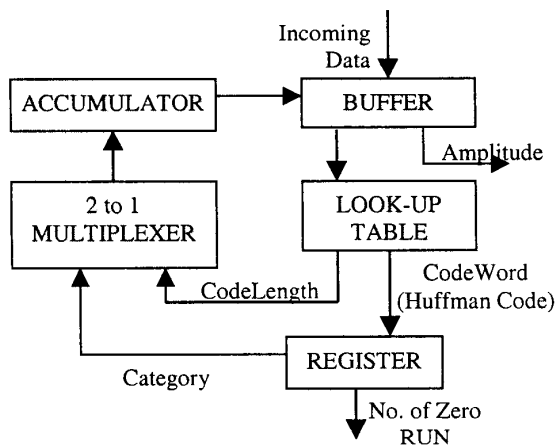 Incoming
Data
ACCUMULATOR
BUFFER
Amplitude
2 to 1
MULTIPLEXER
LOOK-UP
TABLE
CodeLength
CodeWord
(Huffman Code)
REGISTER
Category
No. of Zero
RUN